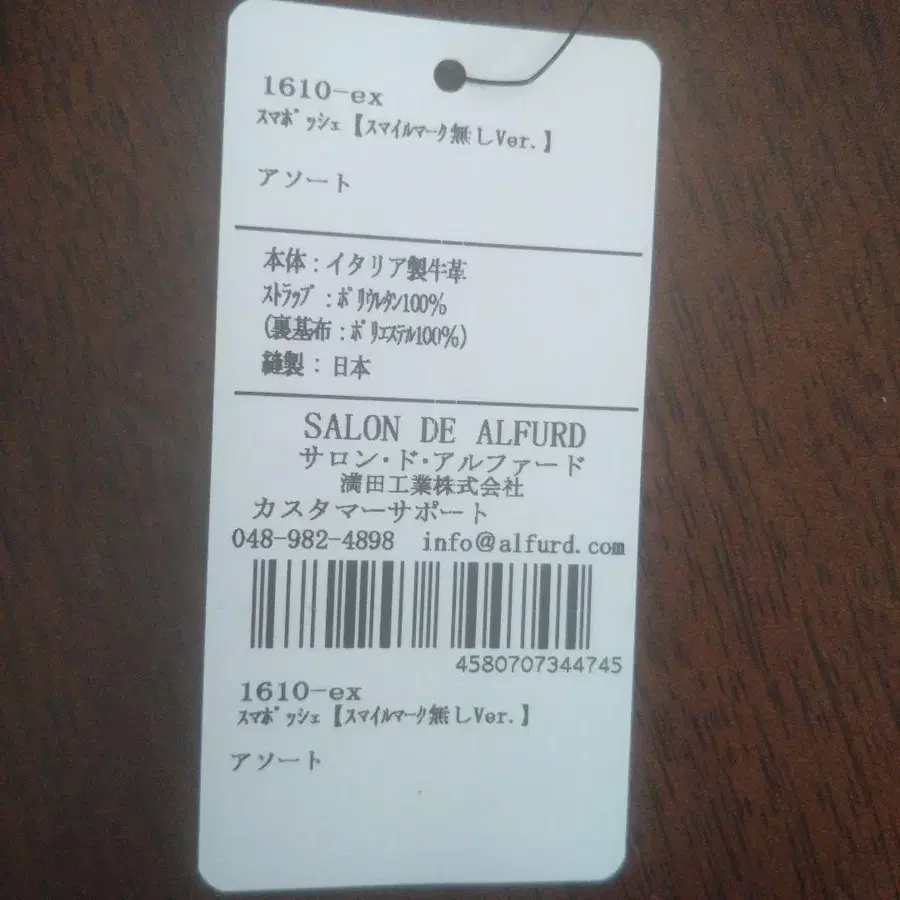 1610-ex
ｽﾏﾎﾟｯｼｪ【ｽﾏｲﾙﾏｰｸ無しVer.】
アソート
本体：イタリア製牛革
ｽﾄﾗｯﾌﾟ：ﾎﾟﾘｳﾚﾀﾝ100%
(裏基布：ﾎﾟﾘｴｽﾃﾙ100%)
縫製：日本
SALON DE ALFURD
サロン・ド・アルファード
満田工業株式会社
カスタマーサポート
048-982-4898 info@alfurd.com
4580707344745
1610-ex
ｽﾏﾎﾟｯｼｪ【ｽﾏｲﾙﾏｰｸ無しVer.】
アソート